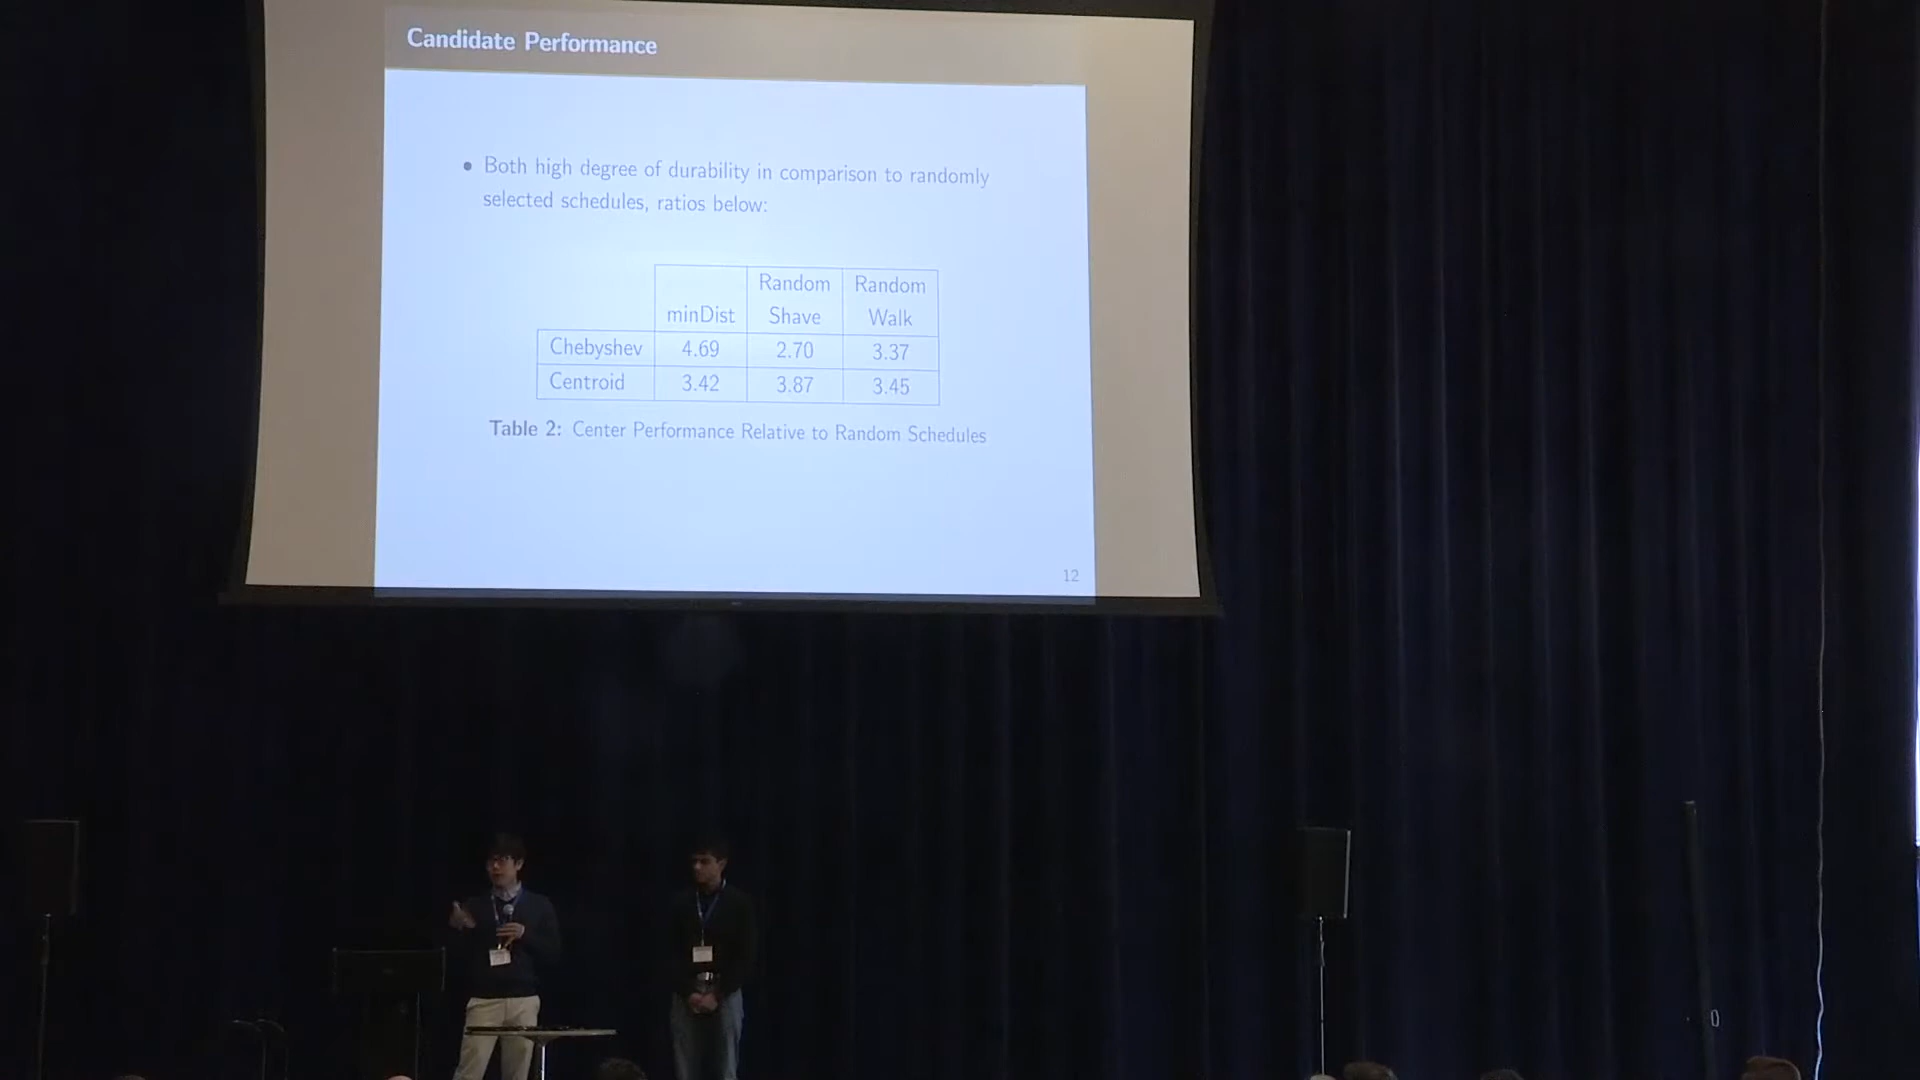 Candidate Performance
• Both high degree of durability in comparison to randomly
selected schedules, ratios below:
Random Random
minDist Shave Walk
Chebyshev 4.69 2.70 3.37
Centroid 3.42 3.87 3.45
Table 2: Center Performance Relative to Random Schedules
12